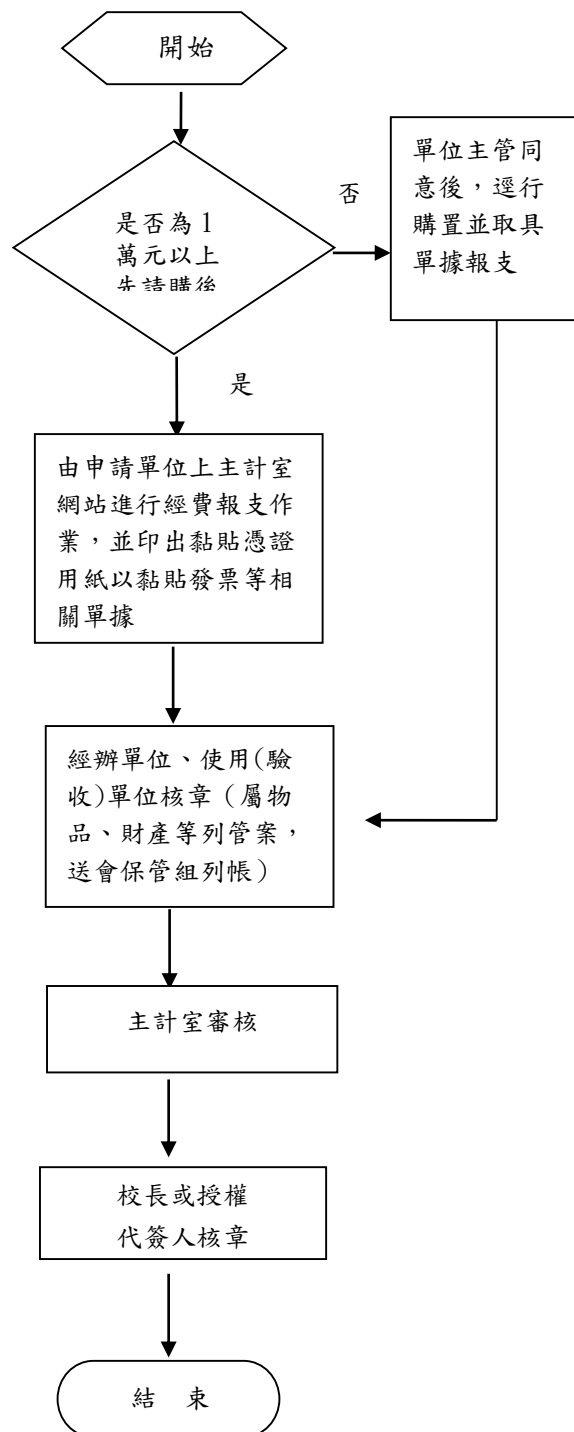 開始
是否為1
萬元以上
先請購後
否
單位主管同
意後，逕行
購置並取具
單據報支
是
由申請單位上主計室
網站進行經費報支作
業，並印出黏貼憑證
用紙以黏貼發票等相
關單據
經辦單位、使用(驗
收)單位核章（屬物
品、財產等列管案，
送會保管組列帳）
主計室審核
校長或授權
代簽人核章
結 束